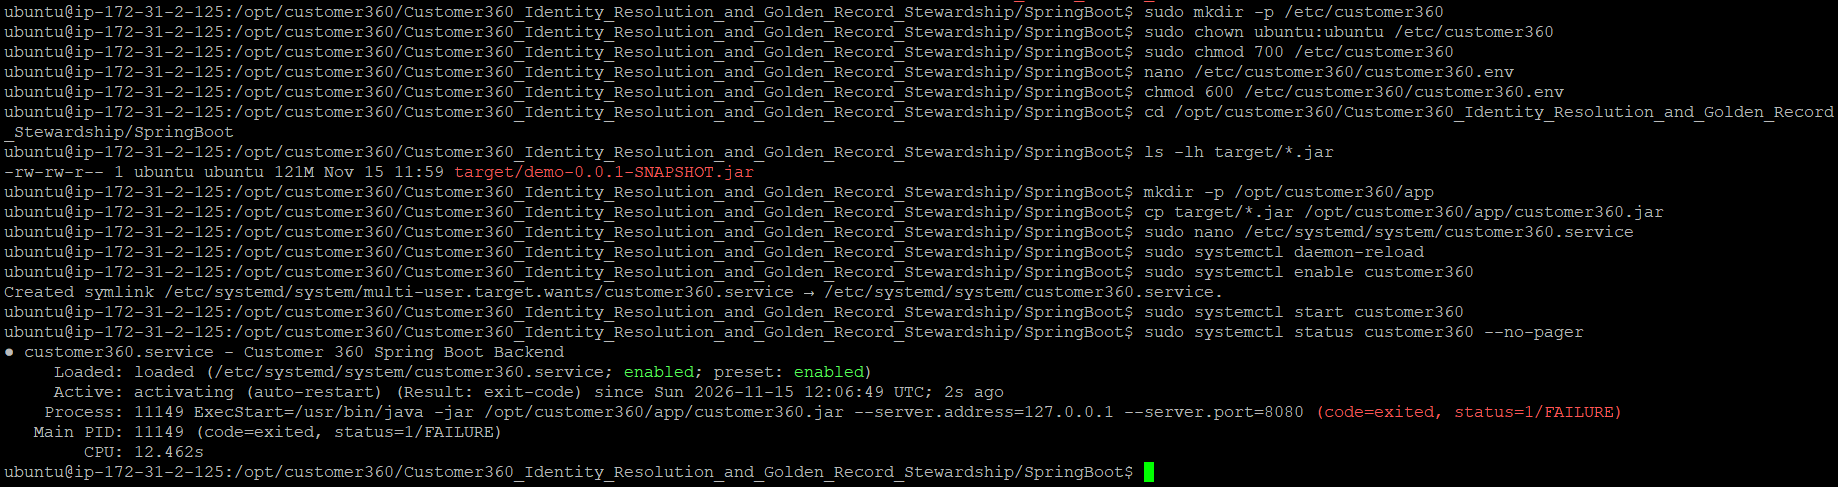 ubuntu@ip-172-31-2-125:/opt/customer360/Customer360_Identity_Resolution_and_Golden_Record_Stewardship/SpringBoot$ sudo mkdir -p /etc/customer360
ubuntu@ip-172-31-2-125:/opt/customer360/Customer360_Identity_Resolution_and_Golden_Record_Stewardship/SpringBoot$ sudo chown ubuntu:ubuntu /etc/customer360
ubuntu@ip-172-31-2-125:/opt/customer360/Customer360_Identity_Resolution_and_Golden_Record_Stewardship/SpringBoot$ sudo chmod 700 /etc/customer360
ubuntu@ip-172-31-2-125:/opt/customer360/Customer360_Identity_Resolution_and_Golden_Record_Stewardship/SpringBoot$ nano /etc/customer360/customer360.env
ubuntu@ip-172-31-2-125:/opt/customer360/Customer360_Identity_Resolution_and_Golden_Record_Stewardship/SpringBoot$ chmod 600 /etc/customer360/customer360.env
ubuntu@ip-172-31-2-125:/opt/customer360/Customer360_Identity_Resolution_and_Golden_Record_Stewardship/SpringBoot$ cd /opt/customer360/Customer360_Identity_Resolution_and_Golden_Record
_Stewardship/SpringBoot
ubuntu@ip-172-31-2-125:/opt/customer360/Customer360_Identity_Resolution_and_Golden_Record_Stewardship/SpringBoot$ ls -lh target/*.jar
-rw-rw-r-- 1 ubuntu ubuntu 121M Nov 15 11:59 target/demo-0.0.1-SNAPSHOT.jar
ubuntu@ip-172-31-2-125:/opt/customer360/Customer360_Identity_Resolution_and_Golden_Record_Stewardship/SpringBoot$ mkdir -p /opt/customer360/app
ubuntu@ip-172-31-2-125:/opt/customer360/Customer360_Identity_Resolution_and_Golden_Record_Stewardship/SpringBoot$ cp target/*.jar /opt/customer360/app/customer360.jar
ubuntu@ip-172-31-2-125:/opt/customer360/Customer360_Identity_Resolution_and_Golden_Record_Stewardship/SpringBoot$ sudo nano /etc/systemd/system/customer360.service
ubuntu@ip-172-31-2-125:/opt/customer360/Customer360_Identity_Resolution_and_Golden_Record_Stewardship/SpringBoot$ sudo systemctl daemon-reload
ubuntu@ip-172-31-2-125:/opt/customer360/Customer360_Identity_Resolution_and_Golden_Record_Stewardship/SpringBoot$ sudo systemctl enable customer360
Created symlink /etc/systemd/system/multi-user.target.wants/customer360.service → /etc/systemd/system/customer360.service.
ubuntu@ip-172-31-2-125:/opt/customer360/Customer360_Identity_Resolution_and_Golden_Record_Stewardship/SpringBoot$ sudo systemctl start customer360
ubuntu@ip-172-31-2-125:/opt/customer360/Customer360_Identity_Resolution_and_Golden_Record_Stewardship/SpringBoot$ sudo systemctl status customer360 --no-pager
● customer360.service - Customer 360 Spring Boot Backend
     Loaded: loaded (/etc/systemd/system/customer360.service; enabled; preset: enabled)
     Active: activating (auto-restart) (Result: exit-code) since Sun 2026-11-15 12:06:49 UTC; 2s ago
    Process: 11149 ExecStart=/usr/bin/java -jar /opt/customer360/app/customer360.jar --server.address=127.0.0.1 --server.port=8080 (code=exited, status=1/FAILURE)
   Main PID: 11149 (code=exited, status=1/FAILURE)
        CPU: 12.462s
ubuntu@ip-172-31-2-125:/opt/customer360/Customer360_Identity_Resolution_and_Golden_Record_Stewardship/SpringBoot$